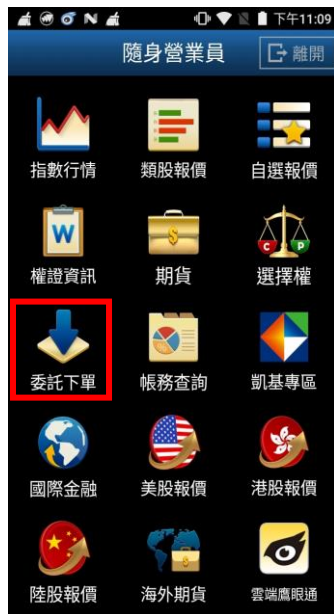 下午11:09
隨身營業員 離開
指數行情 類股報價 自選報價
W $ C P
權證資訊 期貨 選擇權
委託下單 帳務查詢 凱基專區
國際金融 美股報價 港股報價
陸股報價 海外期貨 雲端鷹眼通